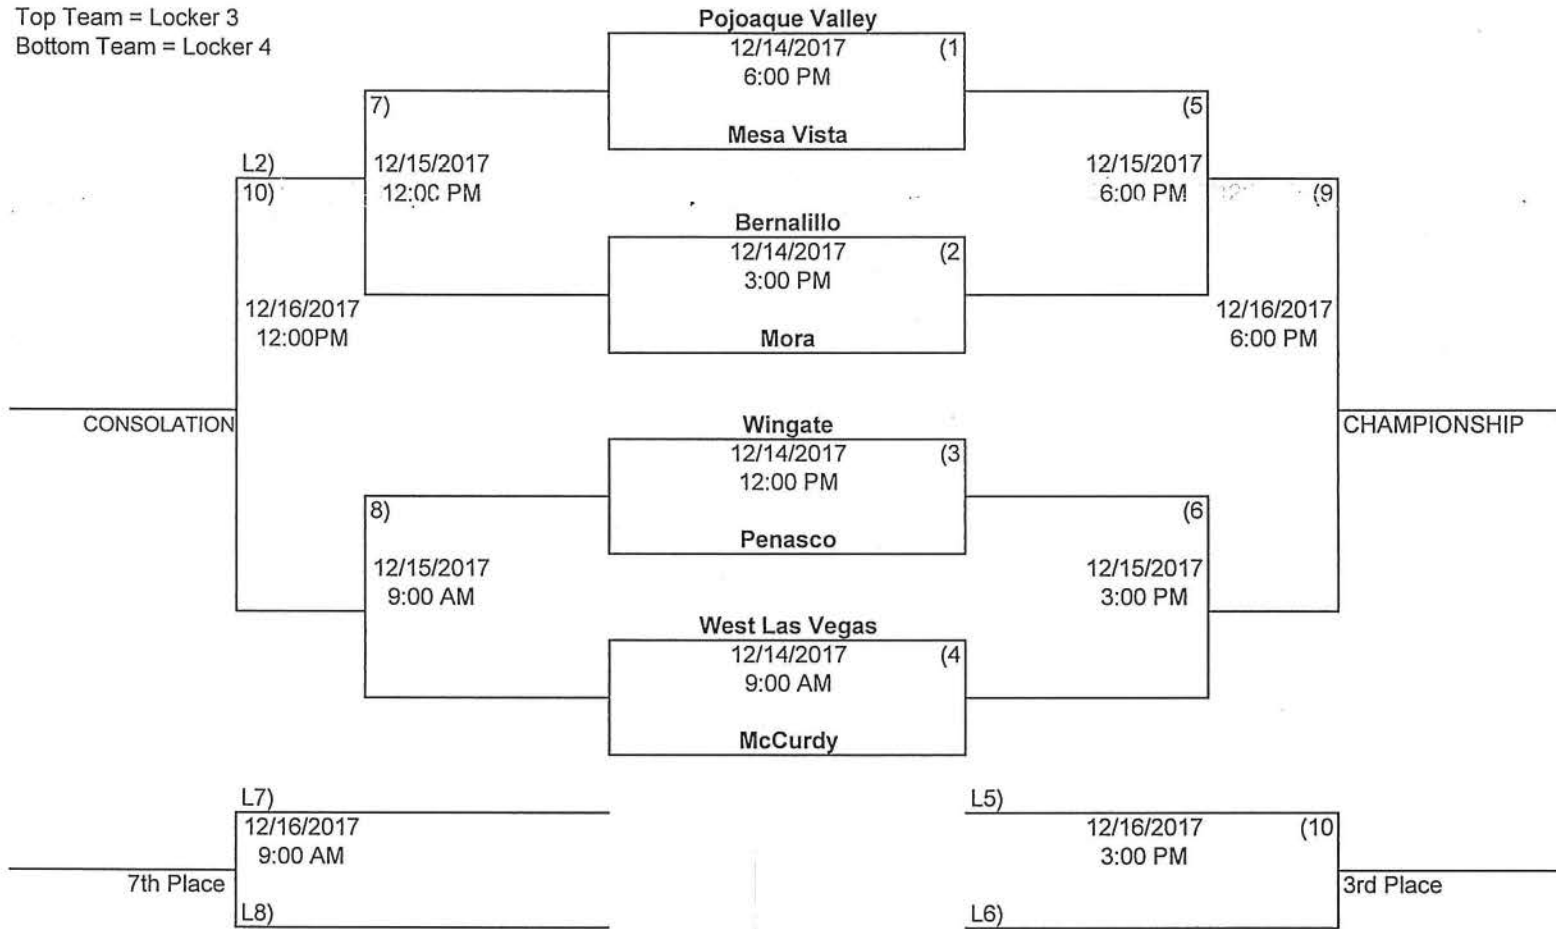 Top Team = Locker 3
Bottom Team = Locker 4
Pojoaque Valley
12/14/2017 (1
6:00 PM
Mesa Vista
7)
12/15/2017
12:00 PM
(5
12/15/2017
6:00 PM
L2)
10)
(9
Bernalillo
12/14/2017 (2
3:00 PM
Mora
12/16/2017
12:00PM
12/16/2017
6:00 PM
CONSOLATION
CHAMPIONSHIP
Wingate
12/14/2017 (3
12:00 PM
Penasco
8)
12/15/2017
9:00 AM
(6
12/15/2017
3:00 PM
West Las Vegas
12/14/2017 (4
9:00 AM
McCurdy
L7)
12/16/2017
9:00 AM
7th Place
L8)
L5)
12/16/2017 (10
3:00 PM
3rd Place
L6)